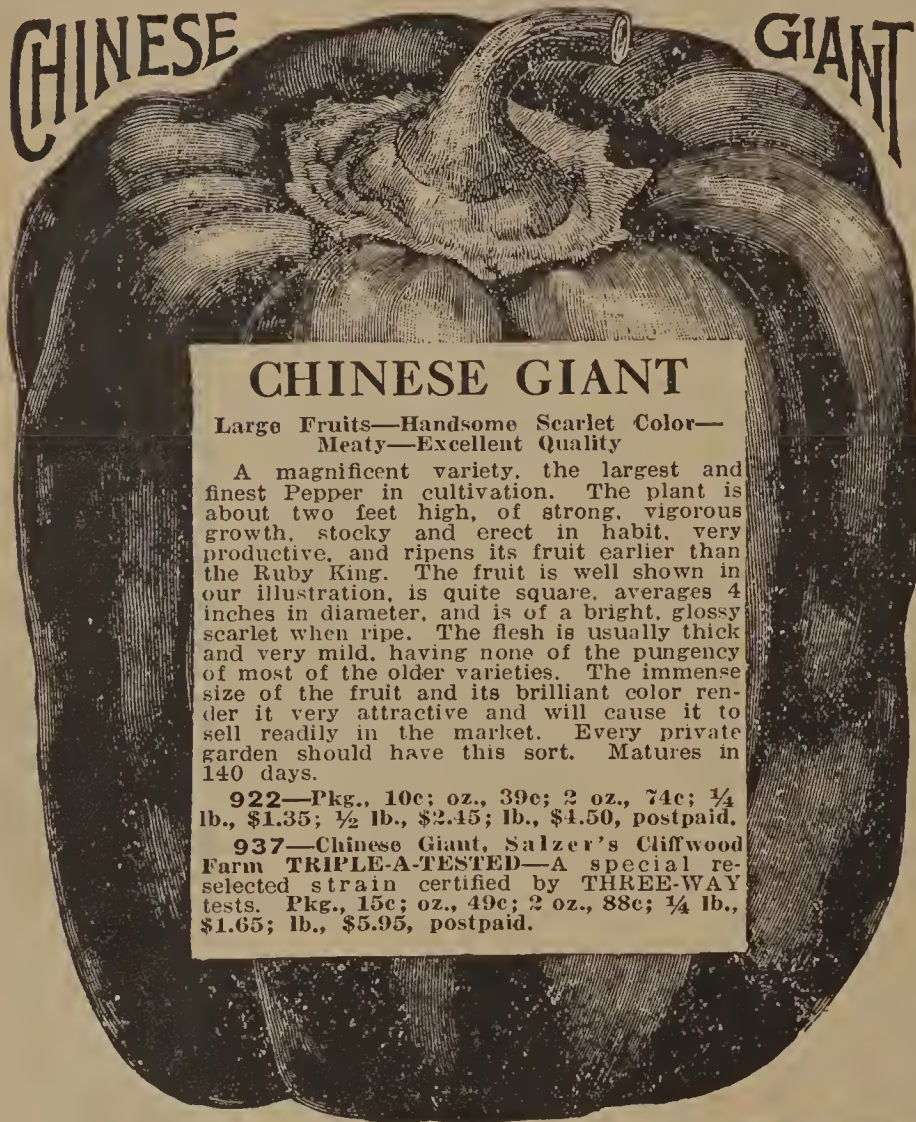 CHINESE GIANT
CHINESE GIANT
Large Fruits—Handsome Scarlet Color—
Meaty—Excellent Quality
A magnificent variety, the largest and
finest Pepper in cultivation. The plant is
about two feet high, of strong, vigorous
growth, stocky and erect in habit, very
productive, and ripens its fruit earlier than
the Ruby King. The fruit is well shown in
our illustration, is quite square, averages 4
inches in diameter, and is of a bright, glossy
scarlet when ripe. The flesh is usually thick
and very mild, having none of the pungency
of most of the older varieties. The immense
size of the fruit and its brilliant color ren-
der it very attractive and will cause it to
sell readily in the market. Every private
garden should have this sort. Matures in
140 days.
922—Pkg., 10c; oz., 39c; 2 oz., 74c; ¼
lb., $1.35; ½ lb., $2.45; lb., $4.50, postpaid.
937—Chinese Giant, Salzer's Cliffwood
Farm TRIPLE-A-TESTED—A special re-
selected strain certified by THREE-WAY
tests. Pkg., 15c; oz., 49c; 2 oz., 88c; ¼ lb.,
$1.65; lb., $5.95, postpaid.